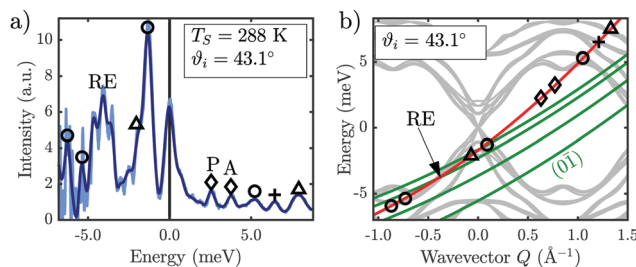 a)
T_S = 288 K
ϑ_i = 43.1°
RE
P A
Intensity (a.u.)
10
8
6
4
2
0
-5.0 0.0 5.0
Energy (meV)
b)
ϑ_i = 43.1°
RE
(01̄)
Energy (meV)
5
0
-5
-1.0 -0.5 0.0 0.5 1.0 1.5
Wavevector Q (Å⁻¹)